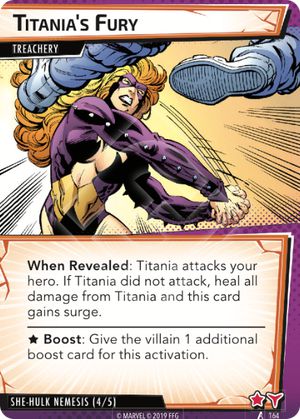 TITANIA'S FURY
TREACHERY
When Revealed: Titania attacks your
hero. If Titania did not attack, heal all
damage from Titania and this card
gains surge.
★ Boost: Give the villain 1 additional
boost card for this activation.
SHE-HULK NEMESIS (4/5)
© MARVEL © 2019 FFG
164